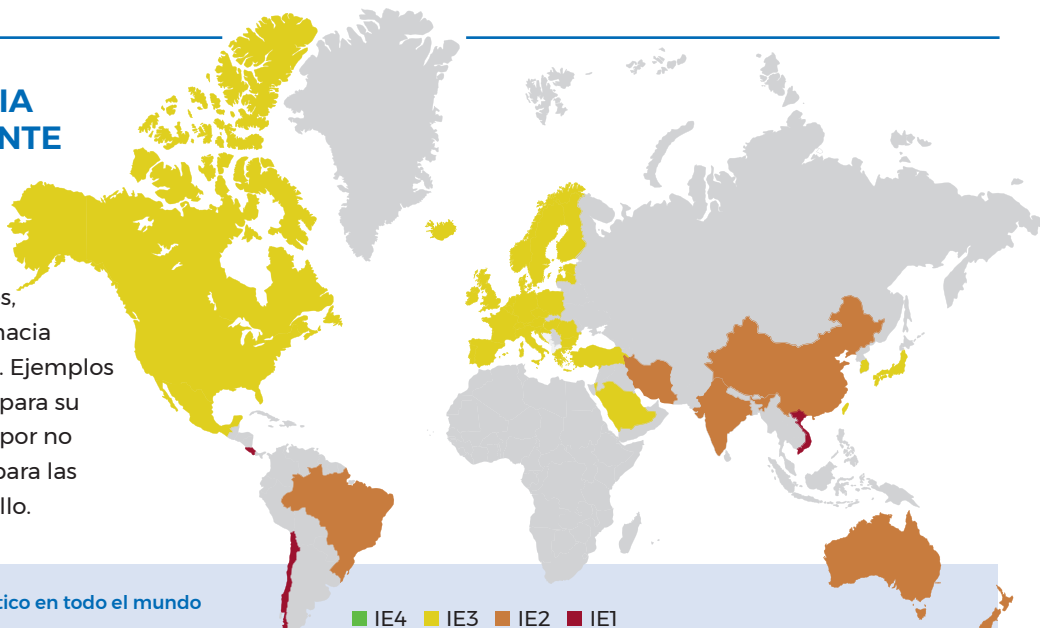 IA
NTE
s,
nacia
. Ejemplos
para su
por no
para las
llo.
tico en todo el mundo
IE4 IE3 IE2 IE1